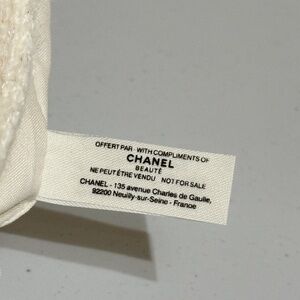 OFFERT PAR - WITH COMPLIMENTS OF
CHANEL
BEAUTÉ
NE PEUT ÊTRE VENDU NOT FOR SALE
CHANEL - 135 avenue Charles de Gaulle,
92200 Neuilly-sur-Seine - France